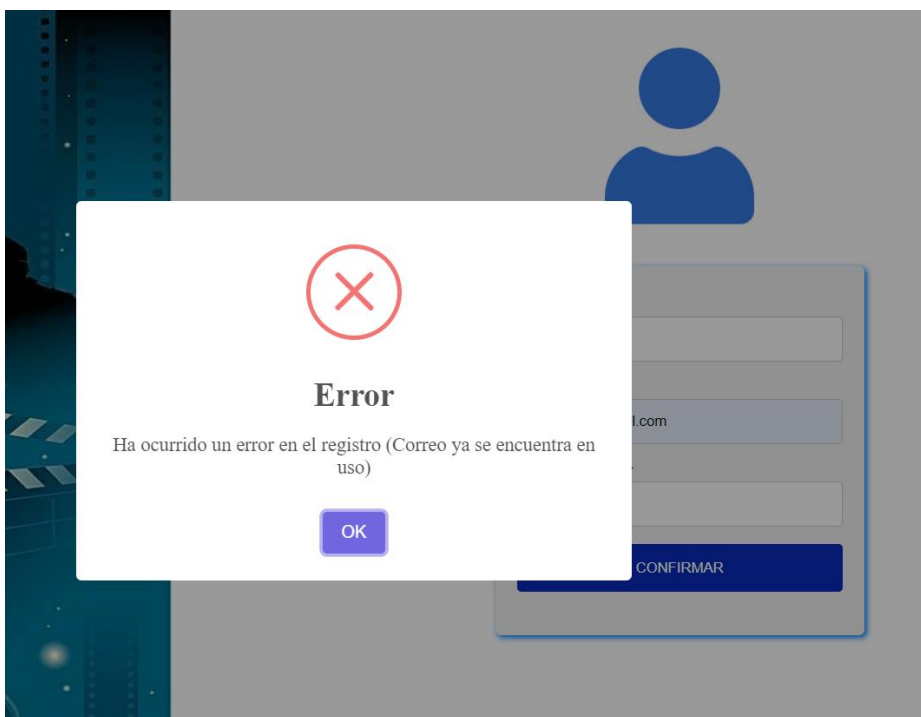 Error
Ha ocurrido un error en el registro (Correo ya se encuentra en
uso)
OK
l.com
CONFIRMAR